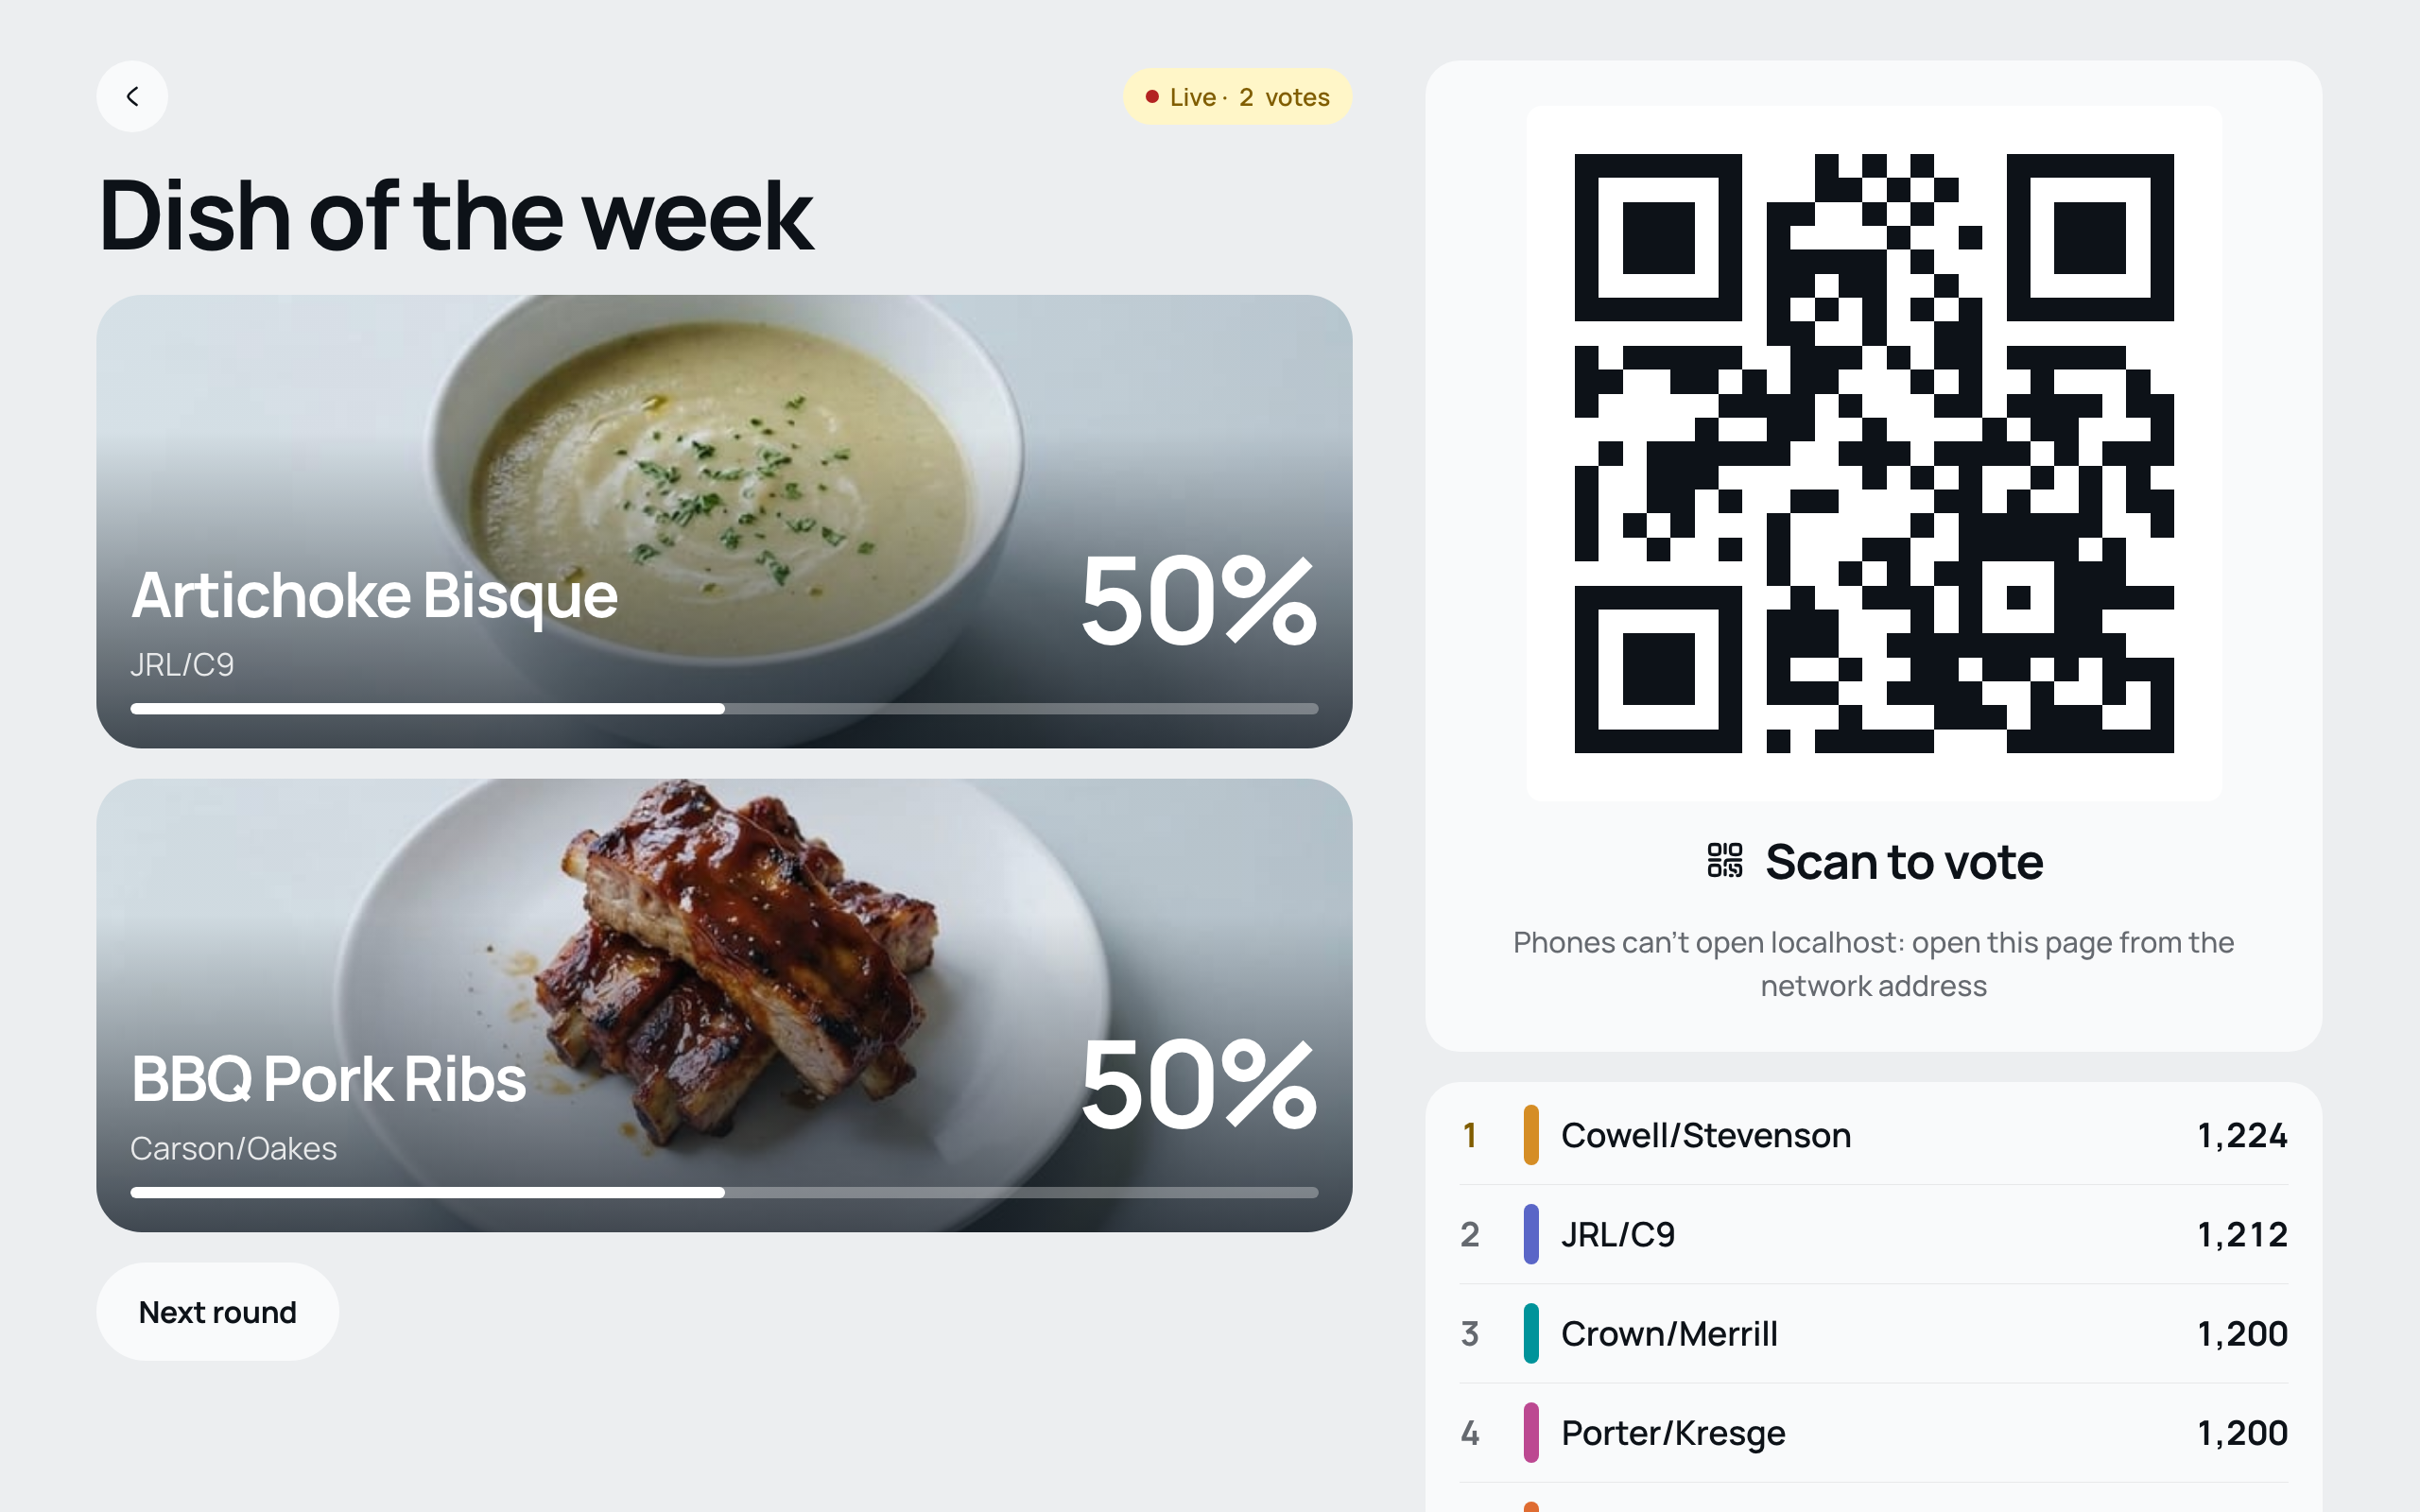 Live · 2 votes
Dish of the week
Artichoke Bisque
50%
JRL/C9
BBQ Pork Ribs
50%
Carson/Oakes
Next round
Scan to vote
Phones can’t open localhost: open this page from the
network address
1 Cowell/Stevenson 1,224
2 JRL/C9 1,212
3 Crown/Merrill 1,200
4 Porter/Kresge 1,200